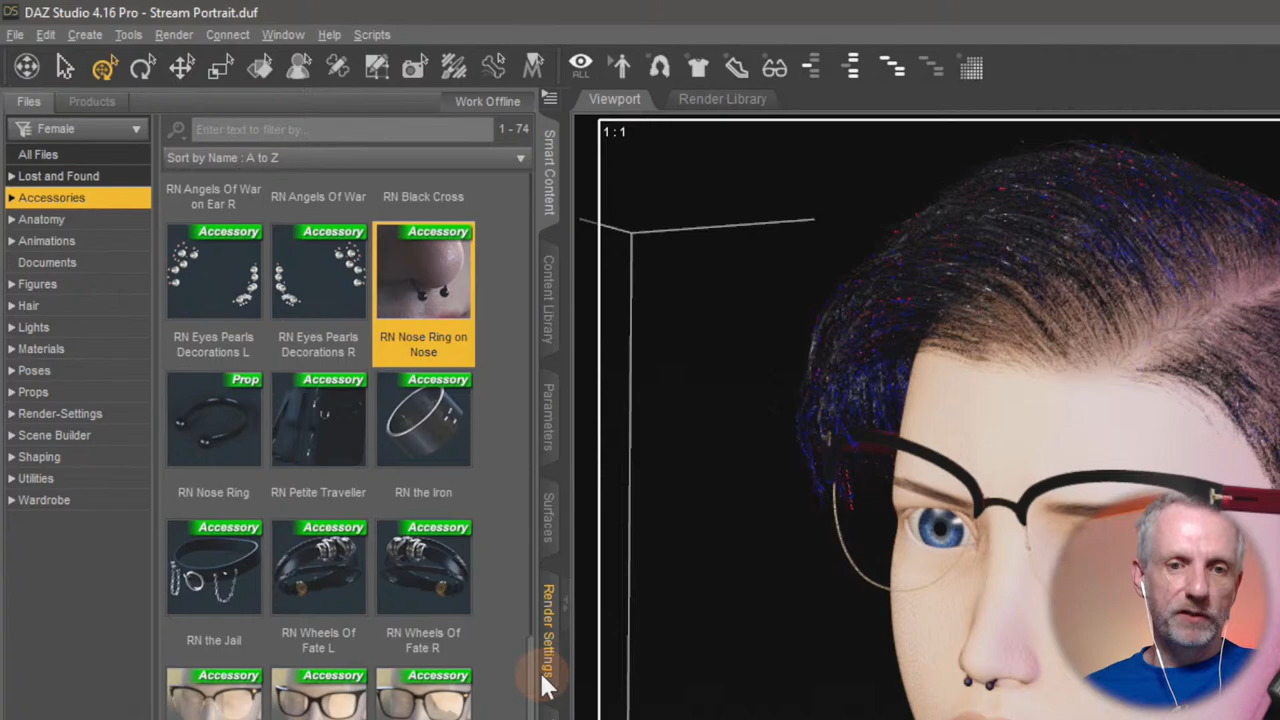 DAZ Studio 4.16 Pro - Stream Portrait.duf
File Edit Create Tools Render Connect Window Help Scripts
ALL
Files Products Work Offline
Viewport Render Library
Female
Enter text to filter by...
1 - 74
1 : 1
Sort by Name : A to Z
All Files
Lost and Found
Accessories
Anatomy
Animations
Documents
Figures
Hair
Lights
Materials
Poses
Props
Render-Settings
Scene Builder
Shaping
Utilities
Wardrobe
RN Angels Of War
on Ear R
RN Angels Of War
RN Black Cross
Accessory
Accessory
Accessory
RN Eyes Pearls
Decorations L
RN Eyes Pearls
Decorations R
RN Nose Ring on
Nose
Prop
Accessory
Accessory
RN Nose Ring
RN Petite Traveller
RN the Iron
Accessory
Accessory
Accessory
RN the Jail
RN Wheels Of
Fate L
RN Wheels Of
Fate R
Accessory
Accessory
Accessory
Smart Content
Content Library
Parameters
Surfaces
Render Settings